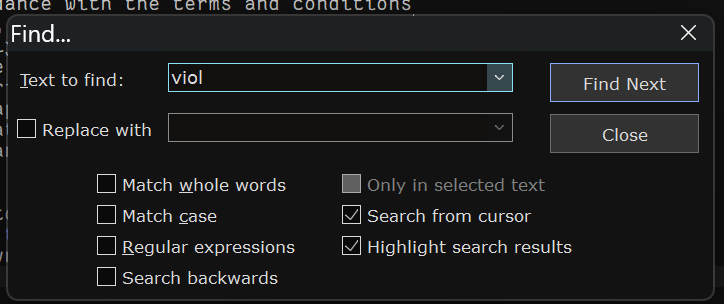 dance with the terms and conditions
Find...
Text to find:
viol
Find Next
Replace with
Close
Match whole words
Only in selected text
Match case
Search from cursor
Regular expressions
Highlight search results
Search backwards